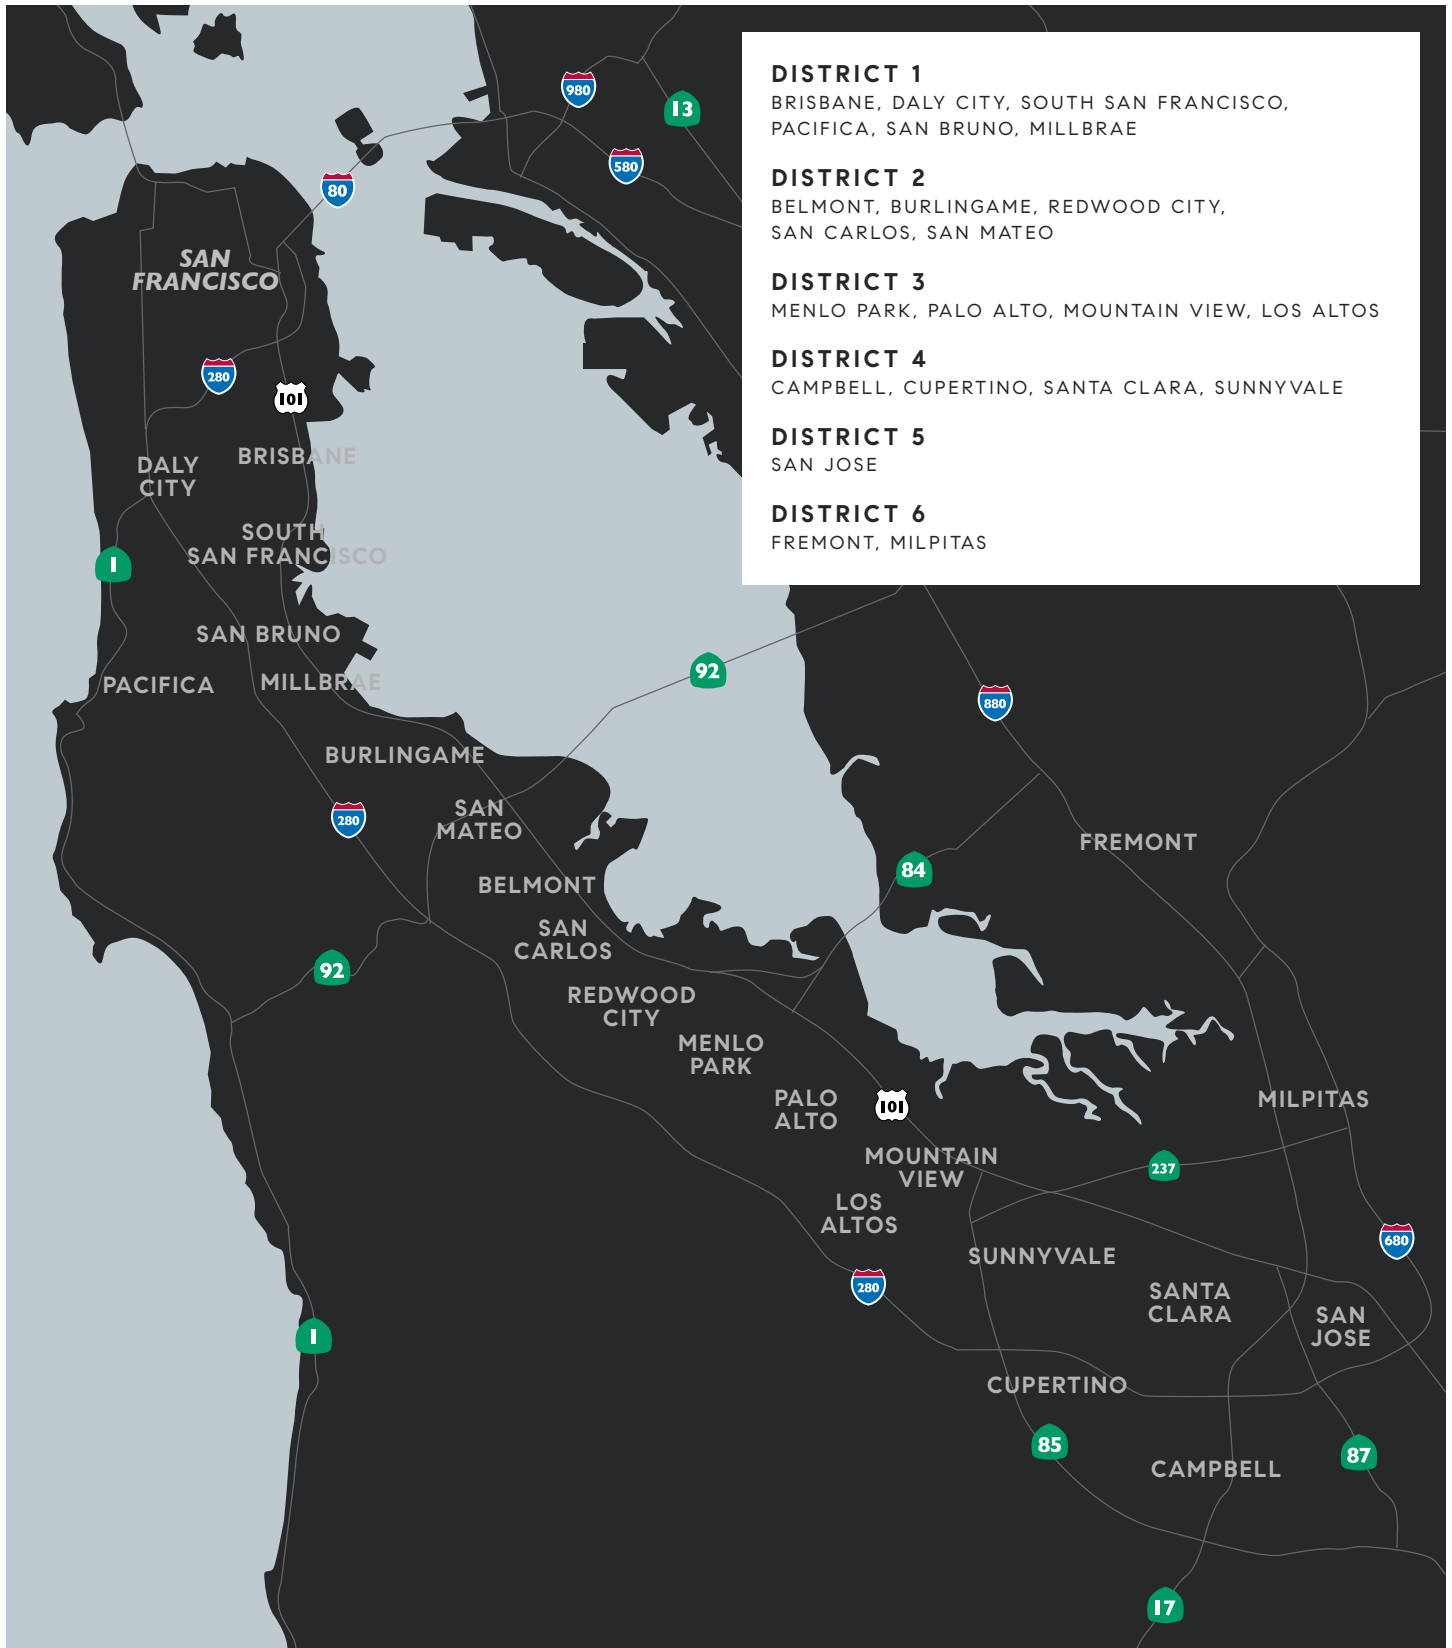 DISTRICT 1
BRISBANE, DALY CITY, SOUTH SAN FRANCISCO,
PACIFICA, SAN BRUNO, MILLBRAE
DISTRICT 2
BELMONT, BURLINGAME, REDWOOD CITY,
SAN CARLOS, SAN MATEO
DISTRICT 3
MENLO PARK, PALO ALTO, MOUNTAIN VIEW, LOS ALTOS
DISTRICT 4
CAMPBELL, CUPERTINO, SANTA CLARA, SUNNYVALE
DISTRICT 5
SAN JOSE
DISTRICT 6
FREMONT, MILPITAS
980
13
580
80
SAN
FRANCISCO
280
101
BRISBANE
DALY
CITY
SOUTH
SAN FRANCISCO
1
SAN BRUNO
PACIFICA
MILLBRAE
92
880
BURLINGAME
280
SAN
MATEO
FREMONT
84
BELMONT
SAN
CARLOS
92
REDWOOD
CITY
MENLO
PARK
PALO
ALTO
101
MILPITAS
MOUNTAIN
VIEW
237
LOS
ALTOS
680
SUNNYVALE
280
SANTA
CLARA
SAN
JOSE
1
CUPERTINO
85
87
CAMPBELL
17